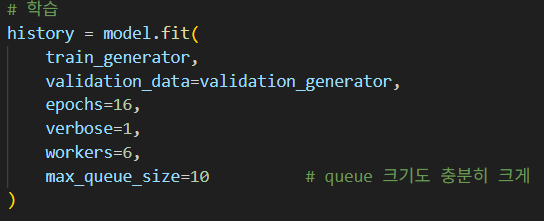 # 학습
history = model.fit(
    train_generator,
    validation_data=validation_generator,
    epochs=16,
    verbose=1,
    workers=6,
    max_queue_size=10          # queue 크기도 충분히 크게
)